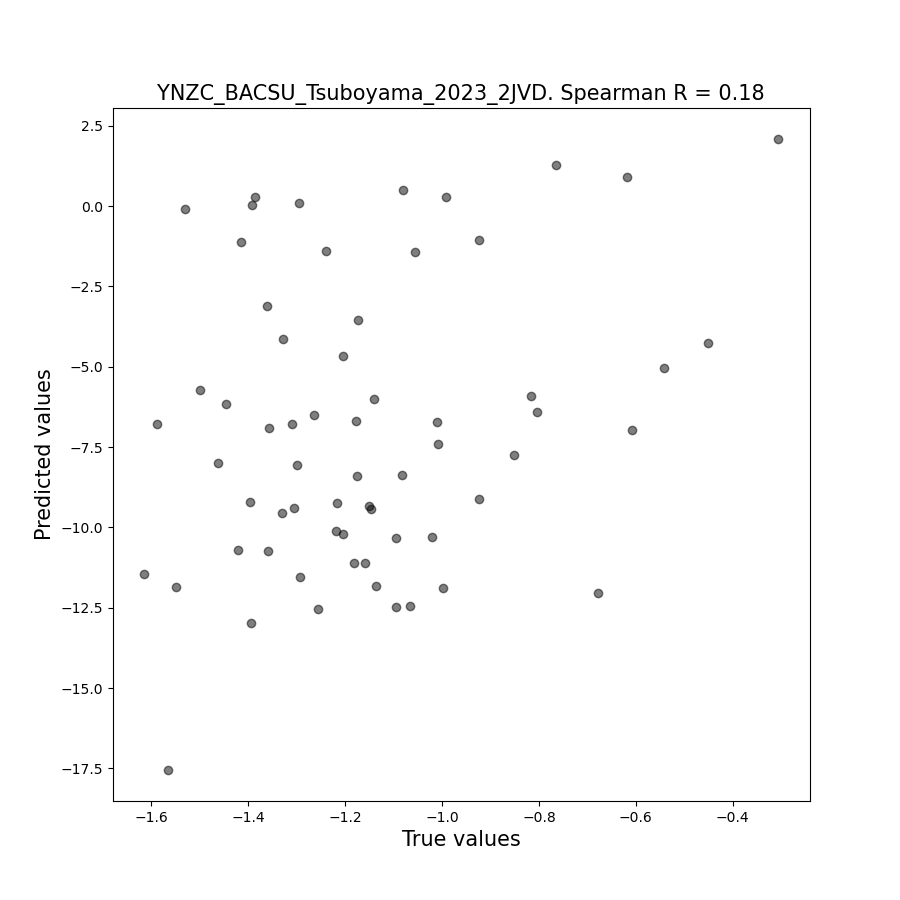 YNZC_BACSU_Tsuboyama_2023_2JVD. Spearman R = 0.18
2.5
0.0
−2.5
−5.0
−7.5
−10.0
−12.5
−15.0
−17.5
Predicted values
−1.6 −1.4 −1.2 −1.0 −0.8 −0.6 −0.4
True values